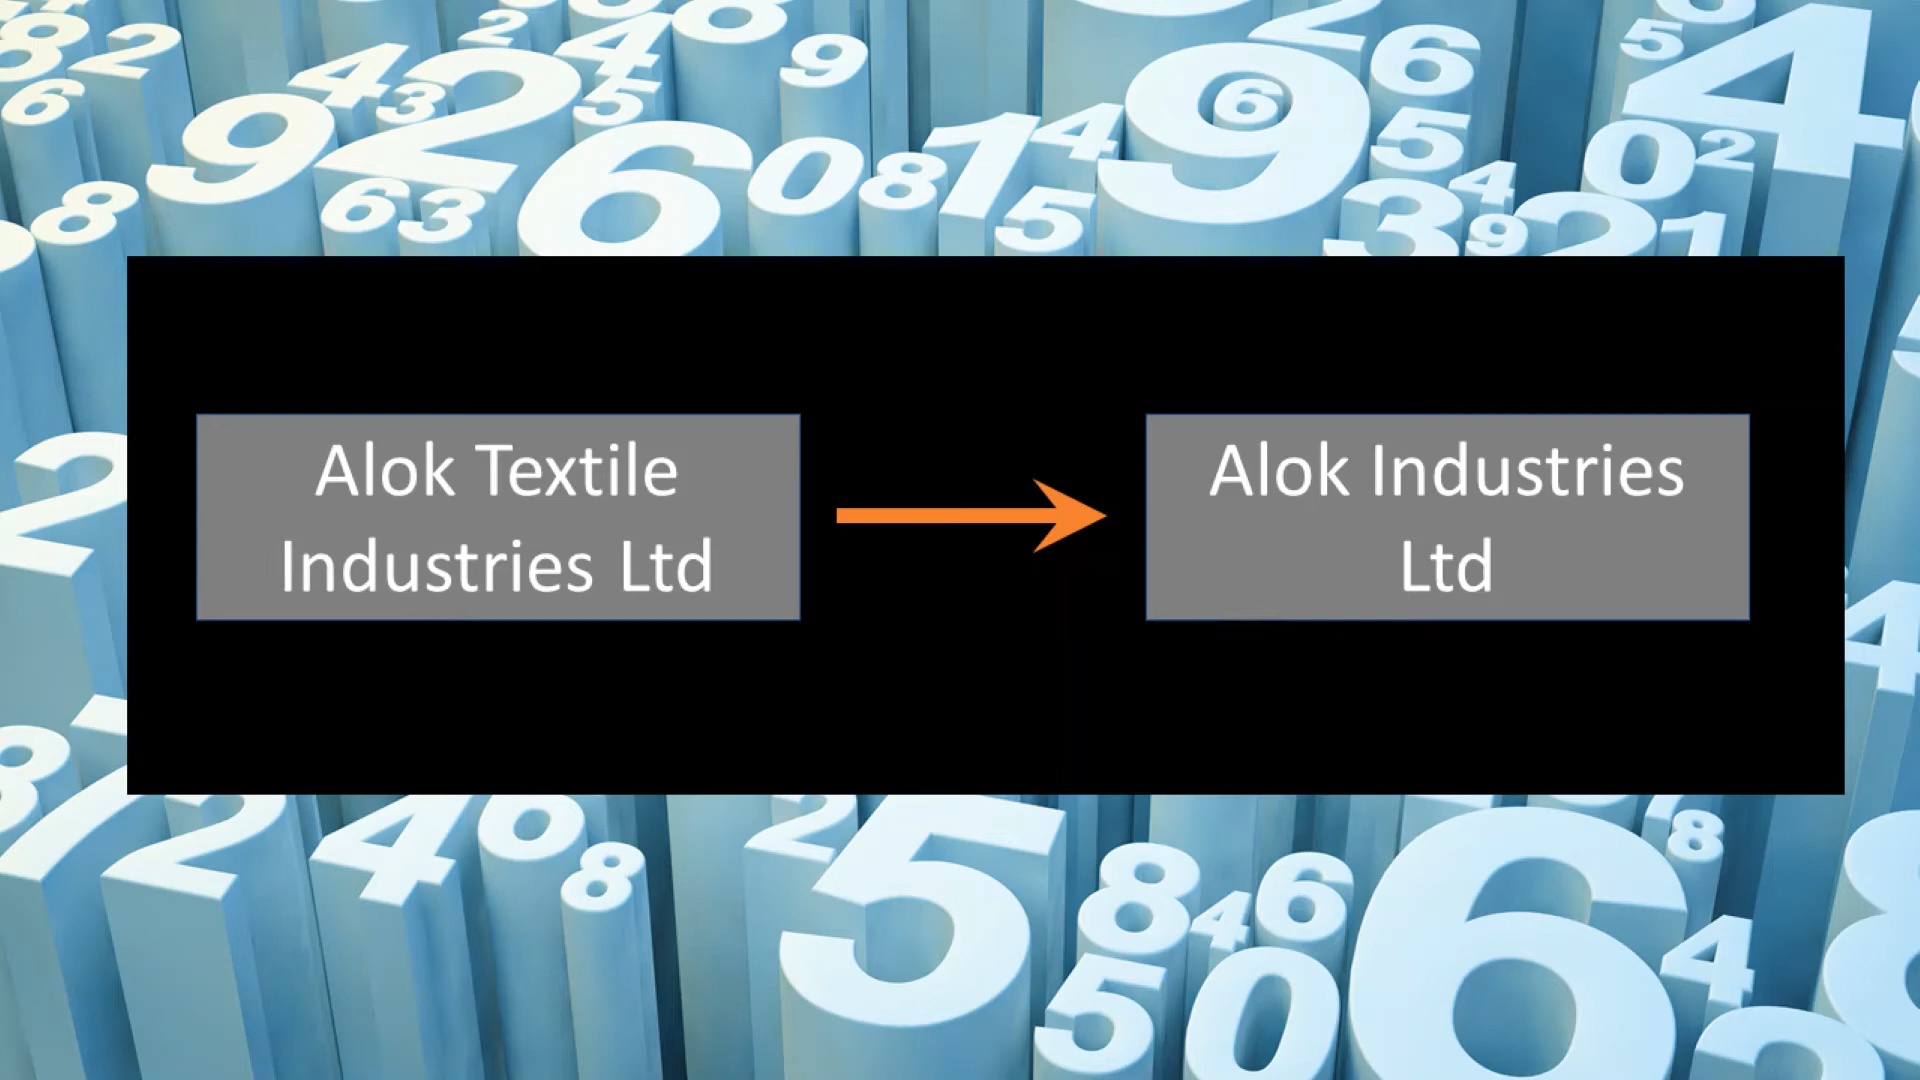 Alok Textile
Industries Ltd
Alok Industries
Ltd